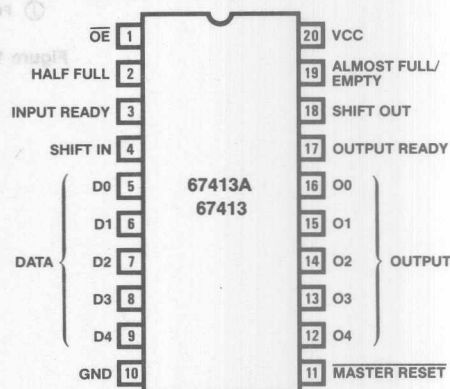 OE 1
HALF FULL 2
INPUT READY 3
SHIFT IN 4
D0 5
D1 6
DATA D2 7
D3 8
D4 9
GND 10
67413A
67413
20 VCC
19 ALMOST FULL/
EMPTY
18 SHIFT OUT
17 OUTPUT READY
16 O0
15 O1
14 O2 OUTPUT
13 O3
12 O4
11 MASTER RESET
Figure